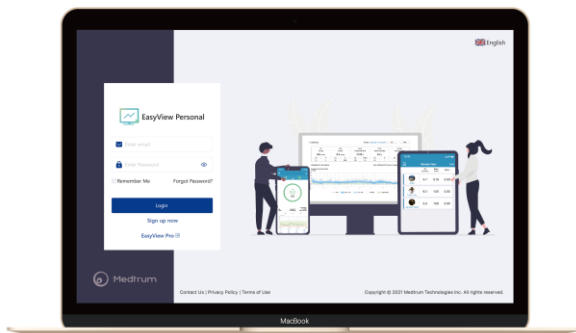 English
EasyView Personal
Enter email
Enter Password
Remember Me Forgot Password?
Login
Sign up now
EasyView Pro
Medtrum
Contact Us | Privacy Policy | Terms of Use
Copyright © 2021 Medtrum Technologies Inc. All rights reserved.
MacBook